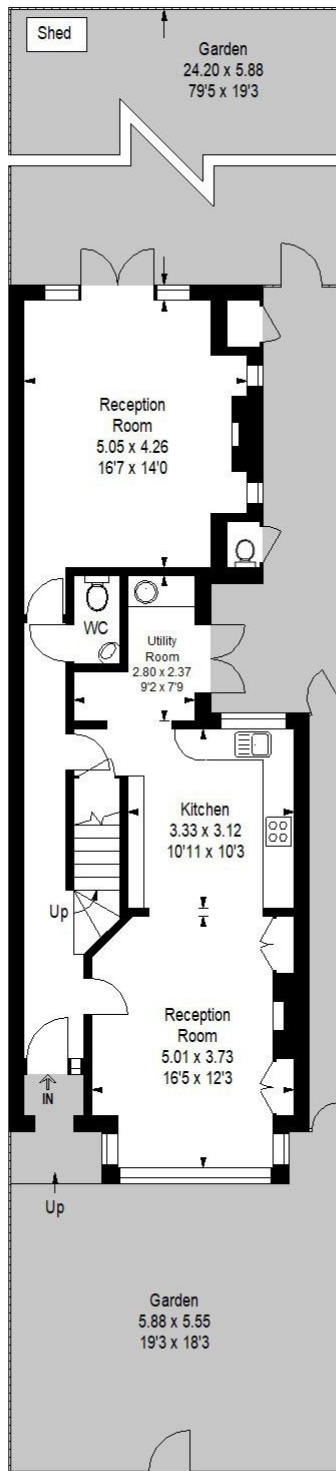 Shed
Garden
24.20 x 5.88
79'5 x 19'3
Reception
Room
5.05 x 4.26
16'7 x 14'0
WC
Utility
Room
2.80 x 2.37
9'2 x 7'9
Kitchen
3.33 x 3.12
10'11 x 10'3
Up
Reception
Room
5.01 x 3.73
16'5 x 12'3
IN
Up
Garden
5.88 x 5.55
19'3 x 18'3